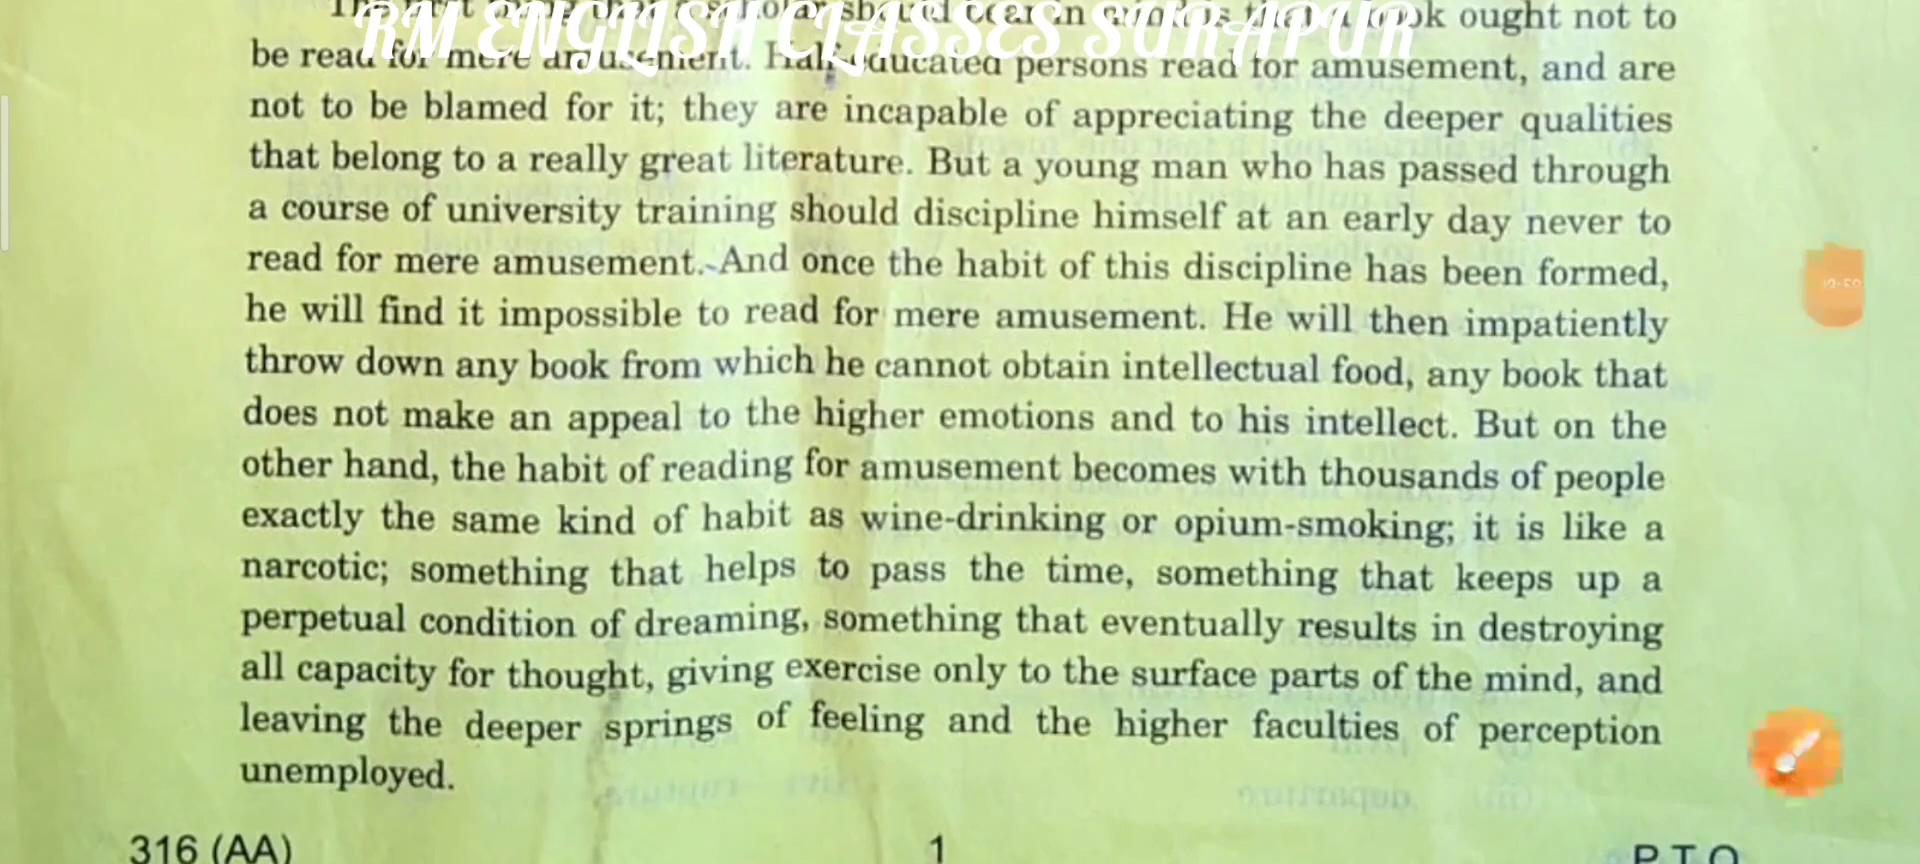 RM ENGLISH CLASSES SURAPUR
should bear in mind is that a book ought not to
be read for mere amusement. Half-educated persons read for amusement, and are
not to be blamed for it; they are incapable of appreciating the deeper qualities
that belong to a really great literature. But a young man who has passed through
a course of university training should discipline himself at an early day never to
read for mere amusement. And once the habit of this discipline has been formed,
he will find it impossible to read for mere amusement. He will then impatiently
throw down any book from which he cannot obtain intellectual food, any book that
does not make an appeal to the higher emotions and to his intellect. But on the
other hand, the habit of reading for amusement becomes with thousands of people
exactly the same kind of habit as wine-drinking or opium-smoking; it is like a
narcotic; something that helps to pass the time, something that keeps up a
perpetual condition of dreaming, something that eventually results in destroying
all capacity for thought, giving exercise only to the surface parts of the mind, and
leaving the deeper springs of feeling and the higher faculties of perception
unemployed.
316 (AA)
1
P.T.O